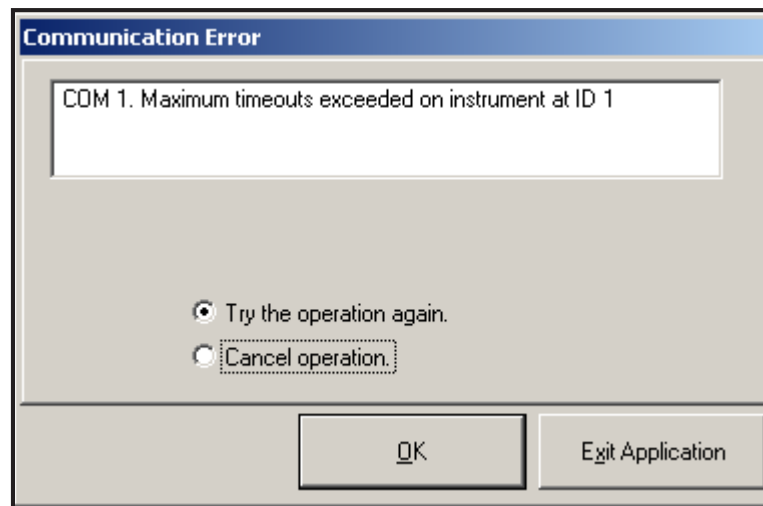 Communication Error
COM 1. Maximum timeouts exceeded on instrument at ID 1
Try the operation again.
Cancel operation.
OK
Exit Application